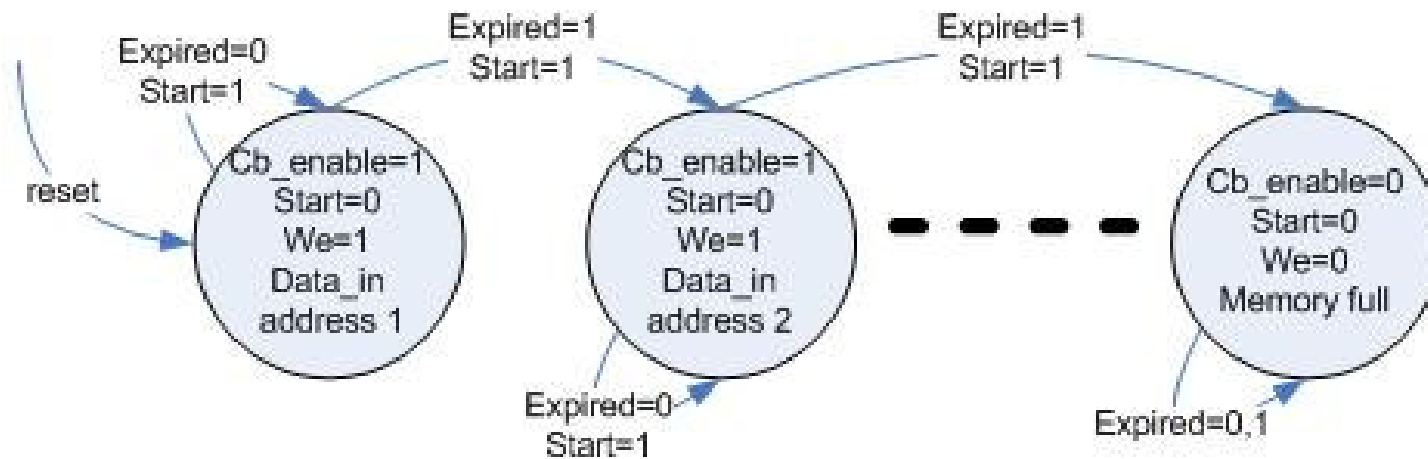 Expired=0
Start=1
Expired=1
Start=1
Expired=1
Start=1
reset
Cb_enable=1
Start=0
We=1
Data_in
address 1
Cb_enable=1
Start=0
We=1
Data_in
address 2
Cb_enable=0
Start=0
We=0
Memory full
Expired=0
Start=1
Expired=0,1